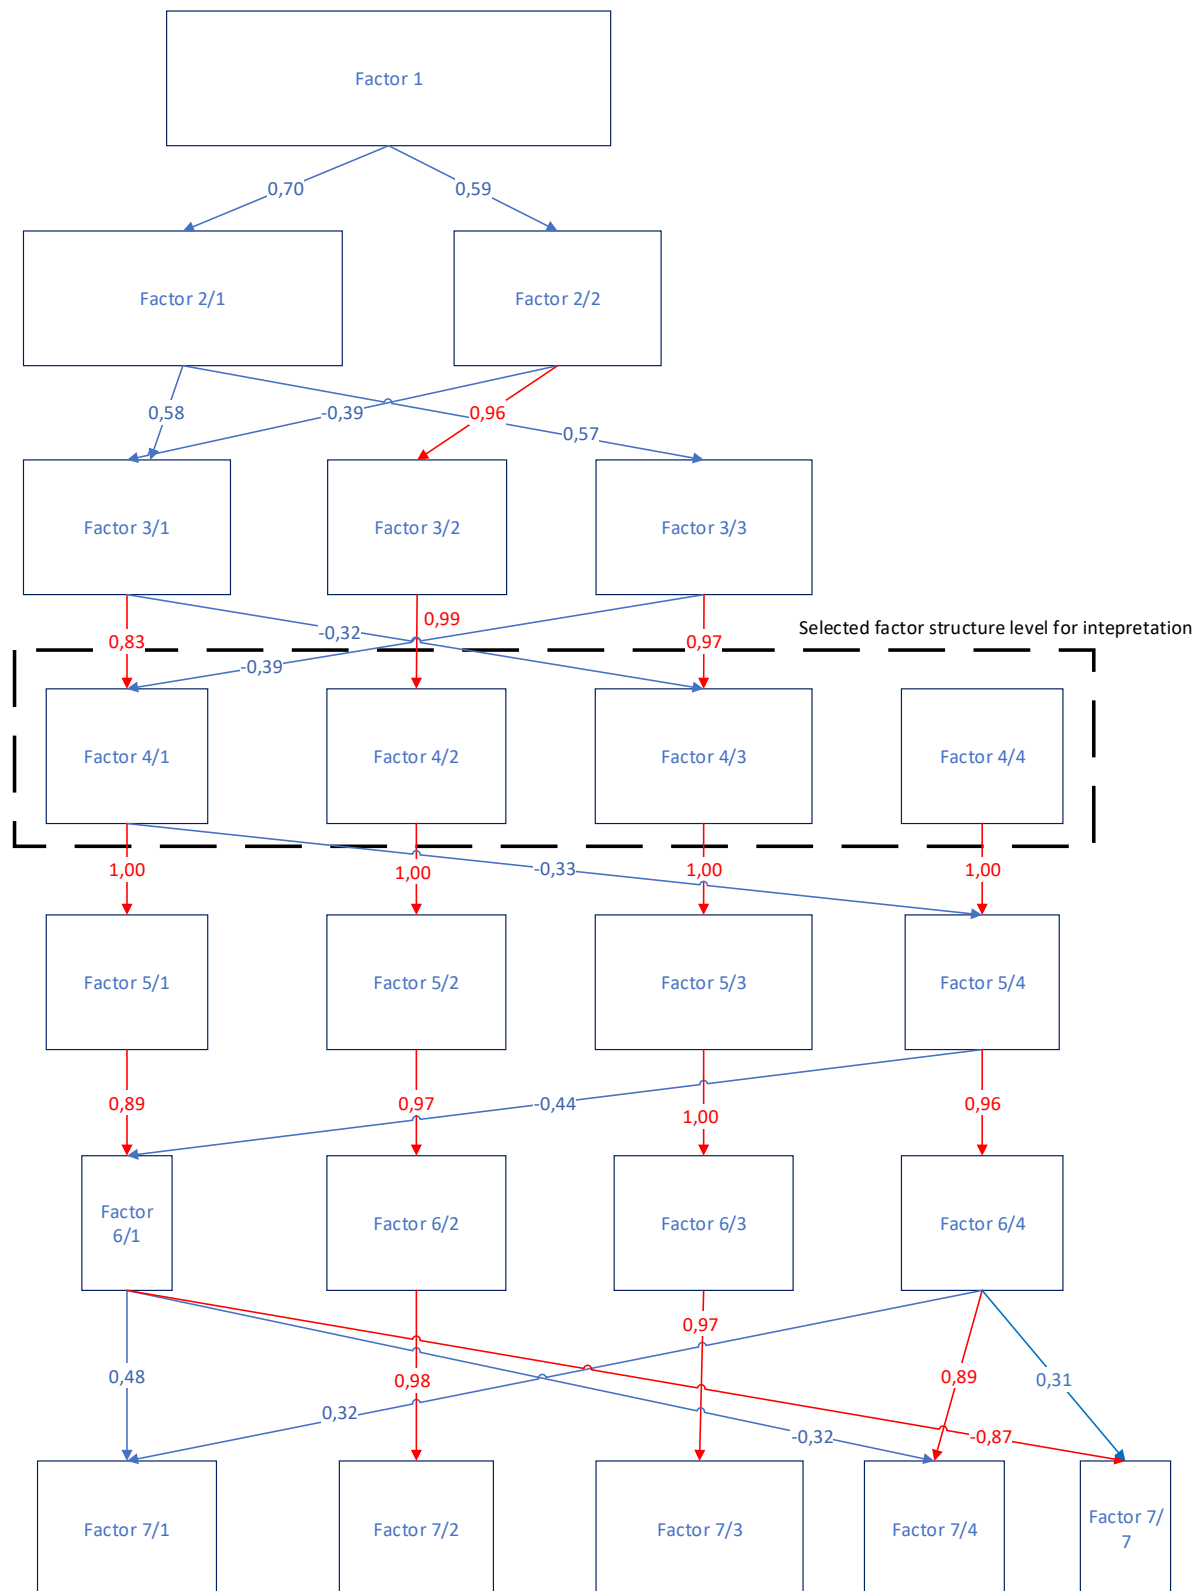 Factor 1
0,70
0,59
Factor 2/1
Factor 2/2
0,58
-0,39
0,96
0,57
Factor 3/1
Factor 3/2
Factor 3/3
0,99
-0,32
0,83
0,97
Selected factor structure level for intepretation
-0,39
Factor 4/1
Factor 4/2
Factor 4/3
Factor 4/4
1,00
1,00
-0,33
1,00
1,00
Factor 5/1
Factor 5/2
Factor 5/3
Factor 5/4
0,89
0,97
-0,44
1,00
0,96
Factor
6/1
Factor 6/2
Factor 6/3
Factor 6/4
0,97
0,48
0,98
0,89
0,31
0,32
-0,32
-0,87
Factor 7/1
Factor 7/2
Factor 7/3
Factor 7/4
Factor 7/
7